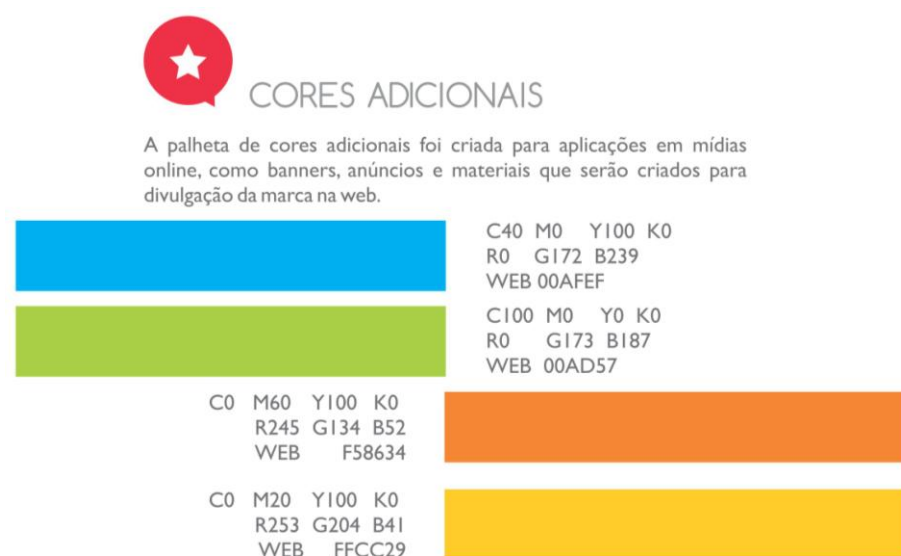 CORES ADICIONAIS
A palheta de cores adicionais foi criada para aplicações em mídias
online, como banners, anúncios e materiais que serão criados para
divulgação da marca na web.
C40 M0 Y100 K0
R0 G172 B239
WEB 00AFEF
C100 M0 Y0 K0
R0 G173 B187
WEB 00AD57
C0 M60 Y100 K0
R245 G134 B52
WEB F58634
C0 M20 Y100 K0
R253 G204 B41
WEB FFCC29